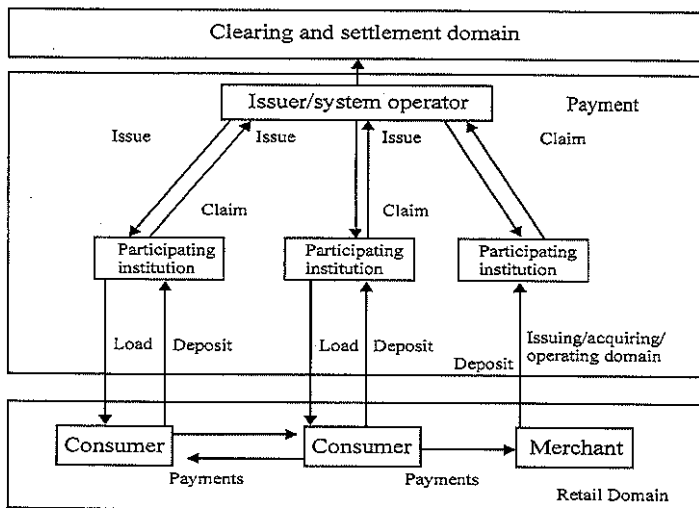 Clearing and settlement domain
Issuer/system operator
Payment
Issue
Issue
Issue
Claim
Claim
Claim
Participating
institution
Participating
institution
Participating
institution
Load
Deposit
Load
Deposit
Issuing/acquiring/
operating domain
Deposit
Consumer
Consumer
Merchant
Payments
Payments
Retail Domain